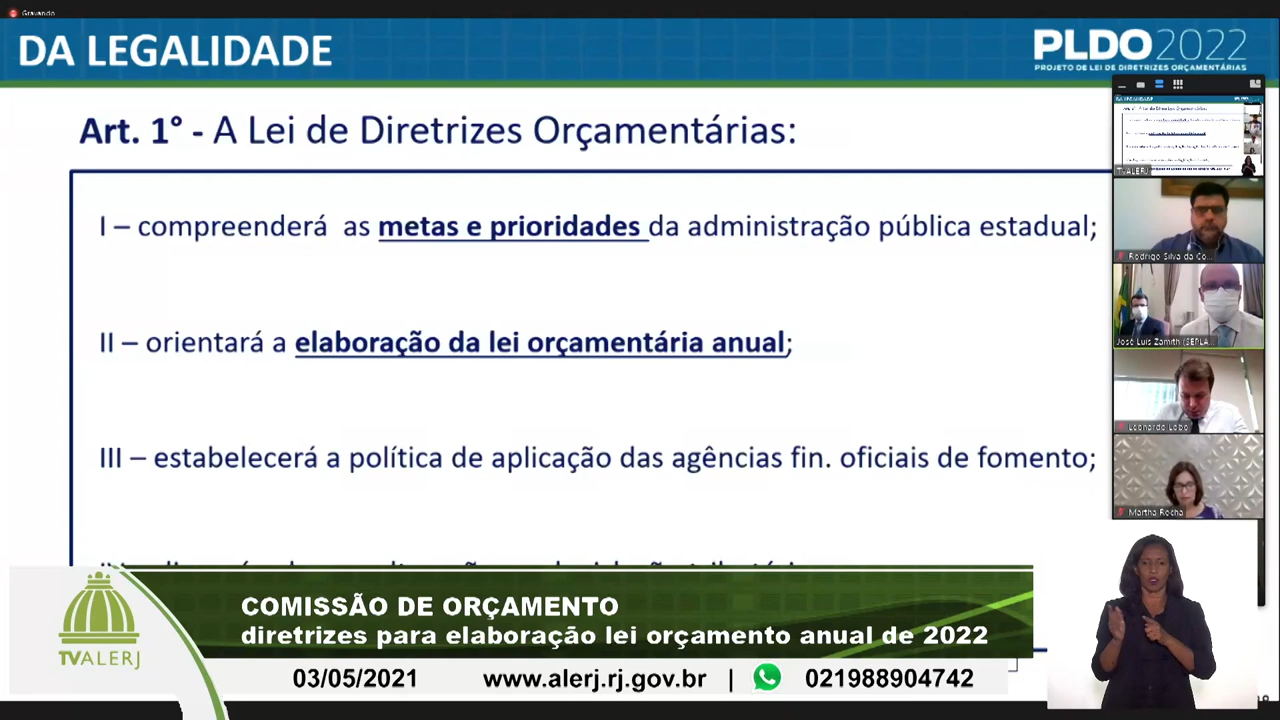 Gravando
DA LEGALIDADE
PLDO2022
PROJETO DE LEI DE DIRETRIZES ORÇAMENTÁRIAS
Art. 1° - A Lei de Diretrizes Orçamentárias:
I – compreenderá as metas e prioridades da administração pública estadual;
II – orientará a elaboração da lei orçamentária anual;
III – estabelecerá a política de aplicação das agências fin. oficiais de fomento;
TVALERJ
Rodrigo Silva da Co...
José Luis Zamith (SEPLA...
Leonardo Lobo
Martha Rocha
COMISSÃO DE ORÇAMENTO
diretrizes para elaboração lei orçamento anual de 2022
TVALERJ
03/05/2021 www.alerj.rj.gov.br | 021988904742